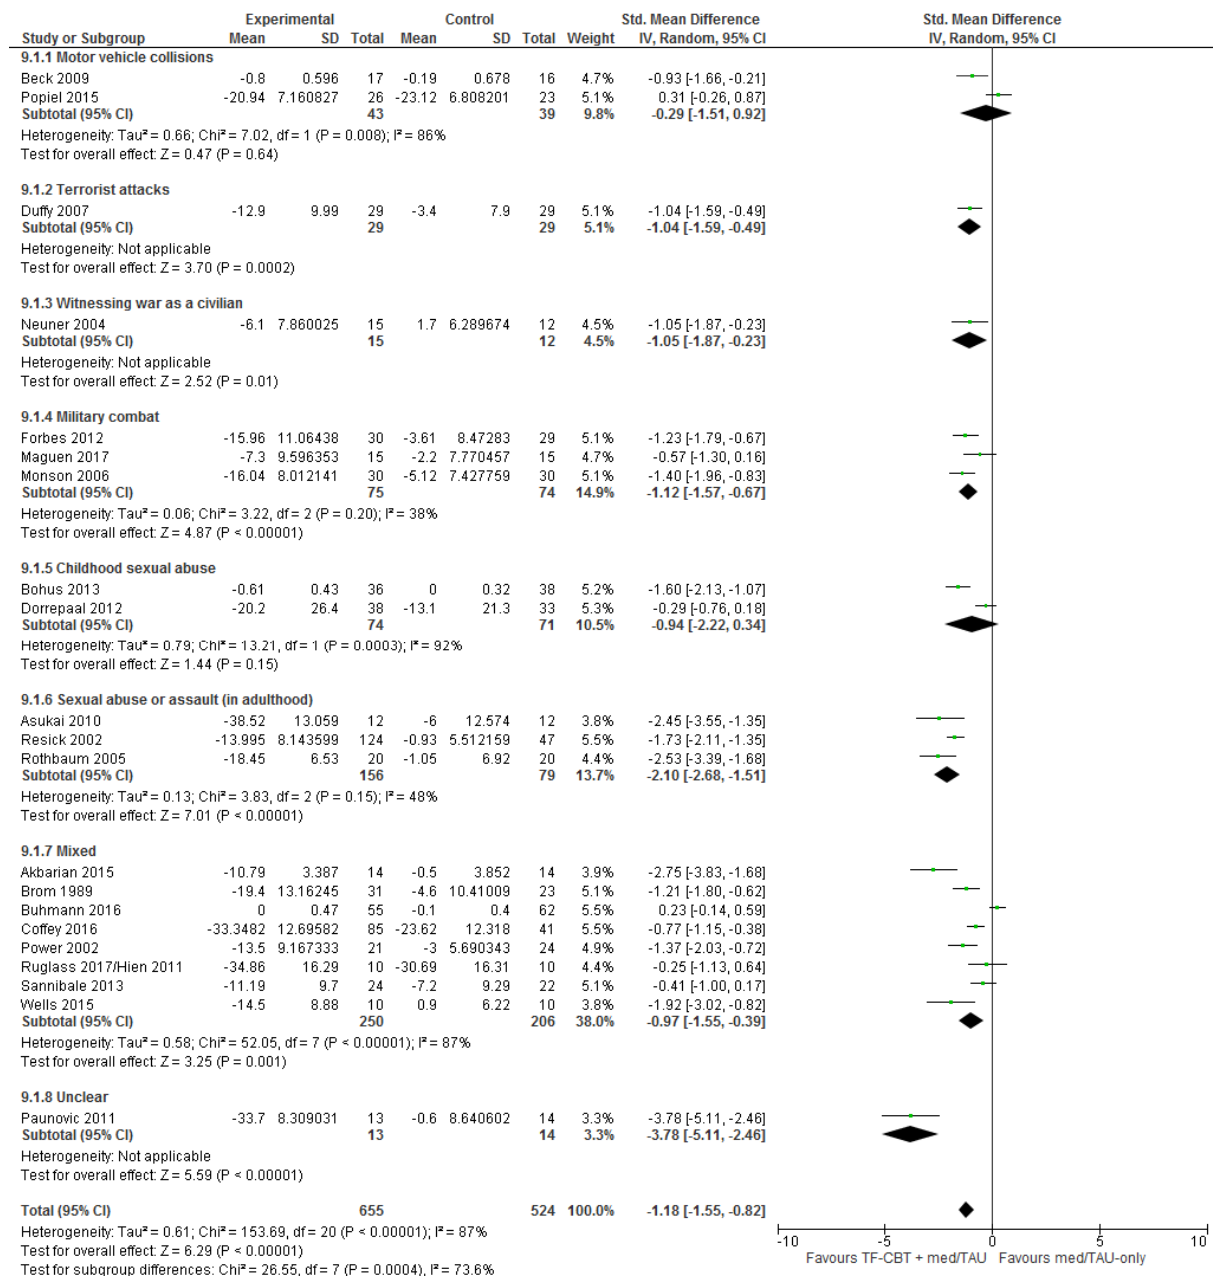 Experimental Control Std. Mean Difference Std. Mean Difference
Study or Subgroup Mean SD Total Mean SD Total Weight IV, Random, 95% CI IV, Random, 95% CI
9.1.1 Motor vehicle collisions
Beck 2009 -0.8 0.596 17 -0.19 0.678 16 4.7% -0.93 [-1.66, -0.21]
Popiel 2015 -20.94 7.160827 26 -23.12 6.808201 23 5.1% 0.31 [-0.26, 0.87]
Subtotal (95% CI) 43 39 9.8% -0.29 [-1.51, 0.92]
Heterogeneity: Tau² = 0.66; Chi² = 7.02, df = 1 (P = 0.008); I² = 86%
Test for overall effect: Z = 0.47 (P = 0.64)
9.1.2 Terrorist attacks
Duffy 2007 -12.9 9.99 29 -3.4 7.9 29 5.1% -1.04 [-1.59, -0.49]
Subtotal (95% CI) 29 29 5.1% -1.04 [-1.59, -0.49]
Heterogeneity: Not applicable
Test for overall effect: Z = 3.70 (P = 0.0002)
9.1.3 Witnessing war as a civilian
Neuner 2004 -6.1 7.860025 15 1.7 6.289674 12 4.5% -1.05 [-1.87, -0.23]
Subtotal (95% CI) 15 12 4.5% -1.05 [-1.87, -0.23]
Heterogeneity: Not applicable
Test for overall effect: Z = 2.52 (P = 0.01)
9.1.4 Military combat
Forbes 2012 -15.96 11.06438 30 -3.61 8.47283 29 5.1% -1.23 [-1.79, -0.67]
Maguen 2017 -7.3 9.596353 15 -2.2 7.770457 15 4.7% -0.57 [-1.30, 0.16]
Monson 2006 -16.04 8.012141 30 -5.12 7.427759 30 5.1% -1.40 [-1.96, -0.83]
Subtotal (95% CI) 75 74 14.9% -1.12 [-1.57, -0.67]
Heterogeneity: Tau² = 0.06; Chi² = 3.22, df = 2 (P = 0.20); I² = 38%
Test for overall effect: Z = 4.87 (P < 0.00001)
9.1.5 Childhood sexual abuse
Bohus 2013 -0.61 0.43 36 0 0.32 38 5.2% -1.60 [-2.13, -1.07]
Dorrepaal 2012 -20.2 26.4 38 -13.1 21.3 33 5.3% -0.29 [-0.76, 0.18]
Subtotal (95% CI) 74 71 10.5% -0.94 [-2.22, 0.34]
Heterogeneity: Tau² = 0.79; Chi² = 13.21, df = 1 (P = 0.0003); I² = 92%
Test for overall effect: Z = 1.44 (P = 0.15)
9.1.6 Sexual abuse or assault (in adulthood)
Asukai 2010 -38.52 13.059 12 -6 12.574 12 3.8% -2.45 [-3.55, -1.35]
Resick 2002 -13.995 8.143599 124 -0.93 5.512159 47 5.5% -1.73 [-2.11, -1.35]
Rothbaum 2005 -18.45 6.53 20 -1.05 6.92 20 4.4% -2.53 [-3.39, -1.68]
Subtotal (95% CI) 156 79 13.7% -2.10 [-2.68, -1.51]
Heterogeneity: Tau² = 0.13; Chi² = 3.83, df = 2 (P = 0.15); I² = 48%
Test for overall effect: Z = 7.01 (P < 0.00001)
9.1.7 Mixed
Akbarian 2015 -10.79 3.387 14 -0.5 3.852 14 3.9% -2.75 [-3.83, -1.68]
Brom 1989 -19.4 13.16245 31 -4.6 10.41009 23 5.1% -1.21 [-1.80, -0.62]
Buhmann 2016 0 0.47 55 -0.1 0.4 62 5.5% 0.23 [-0.14, 0.59]
Coffey 2016 -33.3482 12.69582 85 -23.62 12.318 41 5.4% -0.77 [-1.15, -0.38]
Power 2002 -13.5 9.167333 21 -3 5.690343 24 4.9% -1.37 [-2.03, -0.72]
Ruglass 2017/Hien 2011 -34.86 16.29 10 -30.69 16.31 10 4.4% -0.25 [-1.13, 0.64]
Sannibale 2013 -11.19 9.7 24 -7.2 9.29 22 5.1% -0.41 [-1.00, 0.17]
Wells 2015 -14.5 8.88 10 0.9 6.22 10 3.8% -1.92 [-3.02, -0.82]
Subtotal (95% CI) 250 206 38.0% -0.97 [-1.55, -0.39]
Heterogeneity: Tau² = 0.58; Chi² = 52.05, df = 7 (P < 0.00001); I² = 87%
Test for overall effect: Z = 3.25 (P = 0.001)
9.1.8 Unclear
Paunovic 2011 -33.7 8.309031 13 -0.6 8.640602 14 3.3% -3.78 [-5.11, -2.46]
Subtotal (95% CI) 13 14 3.3% -3.78 [-5.11, -2.46]
Heterogeneity: Not applicable
Test for overall effect: Z = 5.59 (P < 0.00001)
Total (95% CI) 655 524 100.0% -1.18 [-1.55, -0.82]
Heterogeneity: Tau² = 0.61; Chi² = 153.69, df = 20 (P < 0.00001); I² = 87%
Test for overall effect: Z = 6.29 (P < 0.00001)
Test for subgroup differences: Chi² = 26.55, df = 7 (P = 0.0004), I² = 73.6%
-10 -5 0 5 10
Favours TF-CBT + med/TAU Favours med/TAU-only